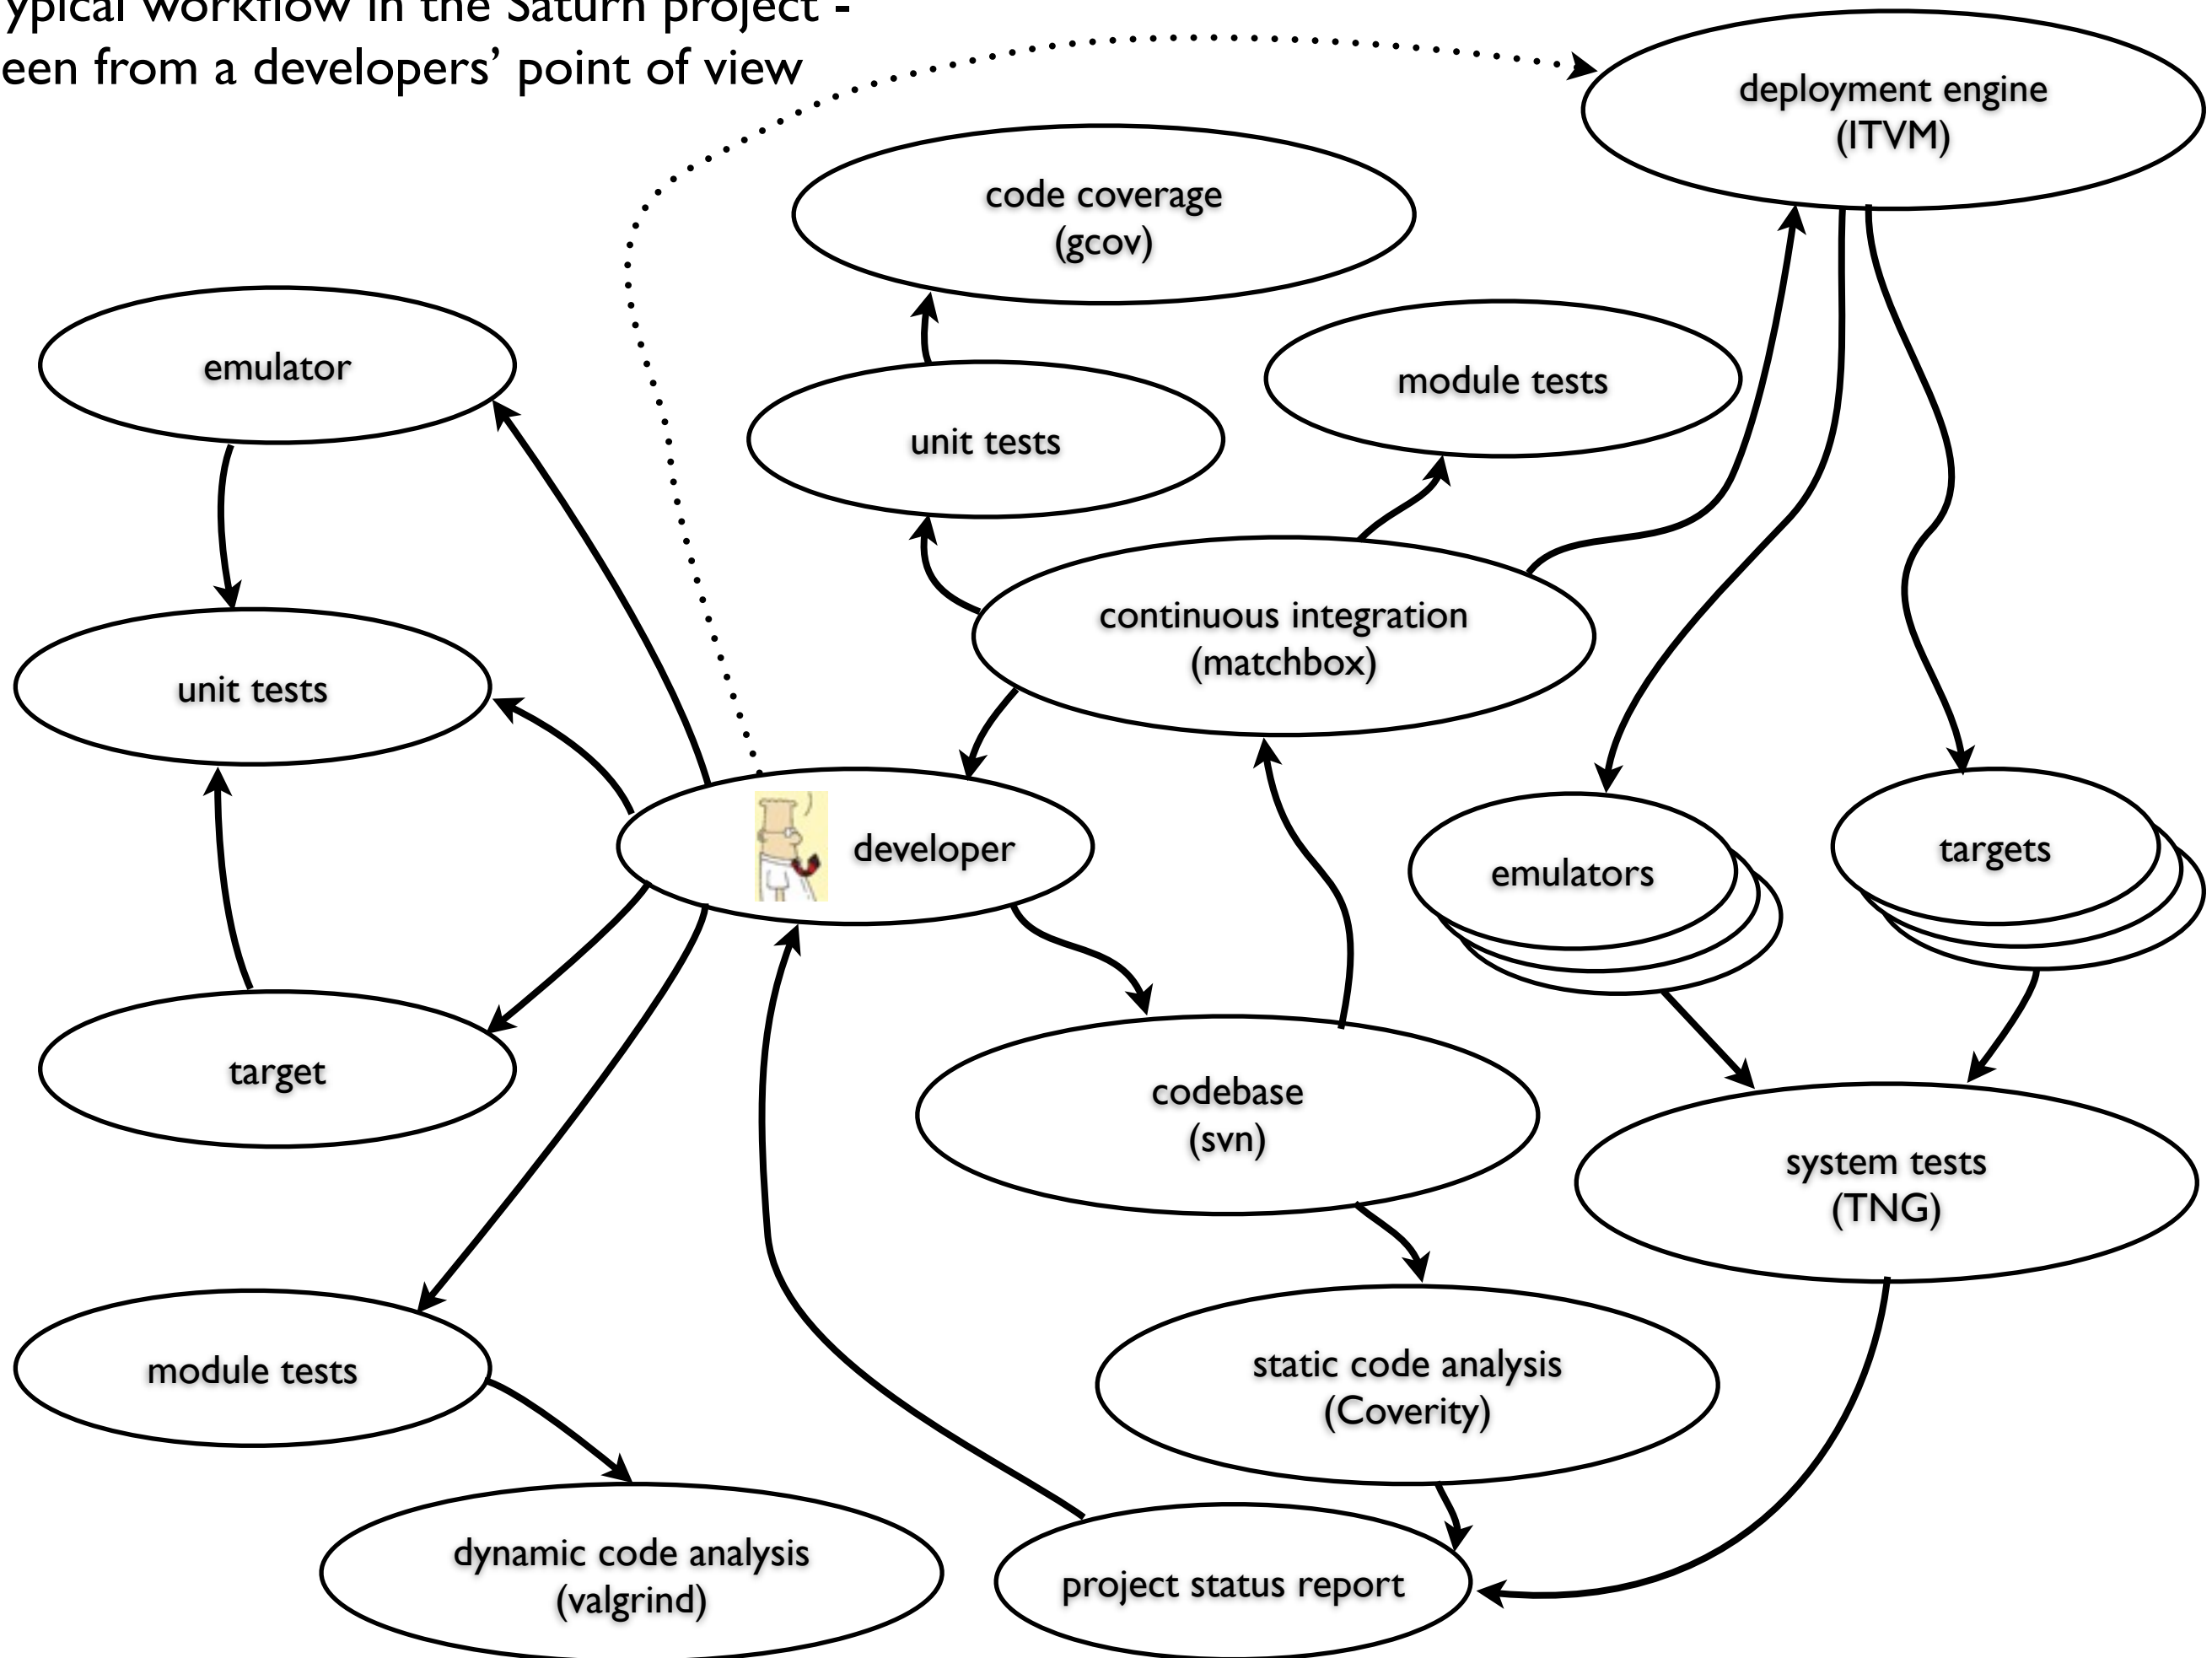 ypical workflow in the Saturn project -
een from a developers’ point of view
deployment engine
(ITVM)
code coverage
(gcov)
emulator
module tests
unit tests
continuous integration
(matchbox)
unit tests
developer
emulators
targets
target
codebase
(svn)
system tests
(TNG)
module tests
static code analysis
(Coverity)
dynamic code analysis
(valgrind)
project status report